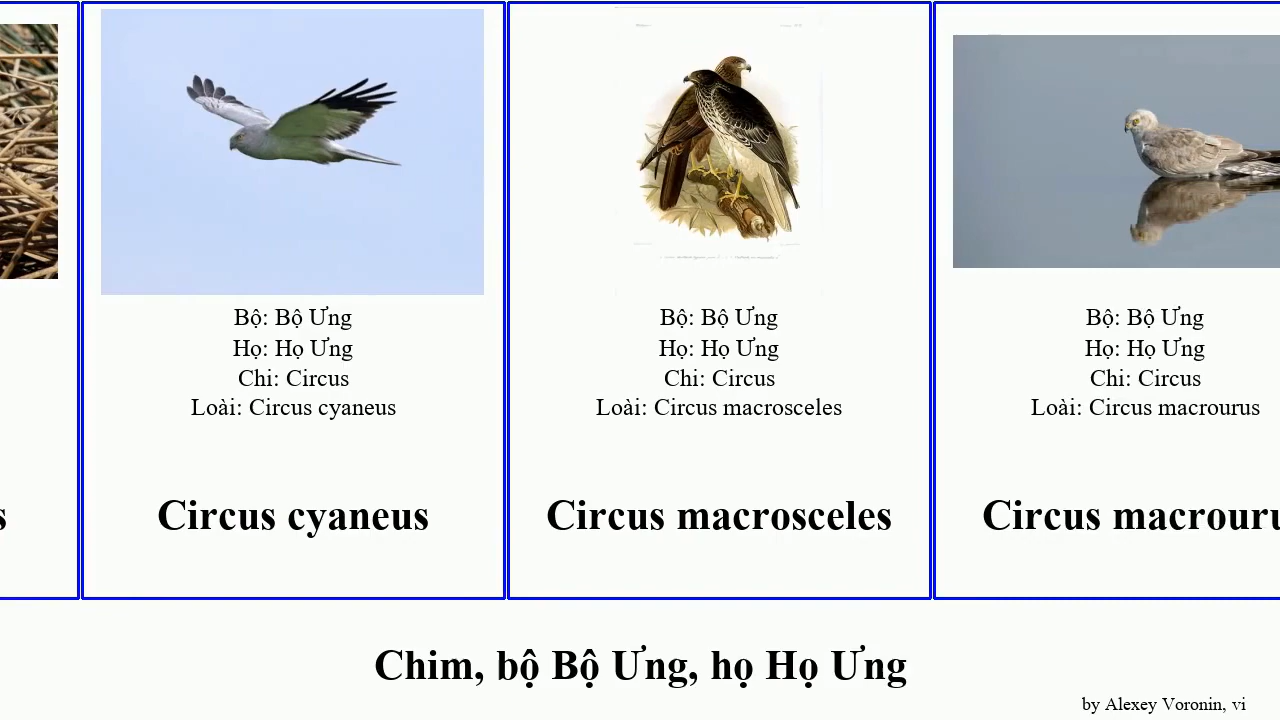 Bộ: Bộ Ưng
Họ: Họ Ưng
Chi: Circus
Loài: Circus cyaneus
Circus cyaneus
Bộ: Bộ Ưng
Họ: Họ Ưng
Chi: Circus
Loài: Circus macrosceles
Circus macrosceles
Bộ: Bộ Ưng
Họ: Họ Ưng
Chi: Circus
Loài: Circus macrourus
Circus macrouru
s
Chim, bộ Bộ Ưng, họ Họ Ưng
by Alexey Voronin, vi